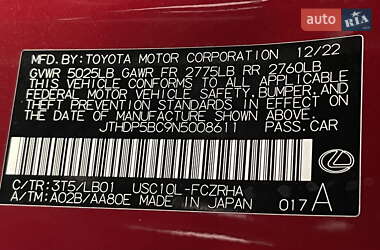 auto RIA.com
MFD. BY: TOYOTA MOTOR CORPORATION 12/22
GVWR 5025LB GAWR FR 2775LB RR 2760LB
THIS VEHICLE CONFORMS TO ALL APPLICABLE
FEDERAL MOTOR VEHICLE SAFETY, BUMPER,
AND THEFT PREVENTION STANDARDS IN EFFECT
ON THE DATE OF MANUFACTURE SHOWN ABOVE.
JTHDP5BC9N5008611 PASS.CAR
C/TR: 3T5/LB01 USC10L-FCZRHA
A/TM: A02B/AA80E MADE IN JAPAN 017A